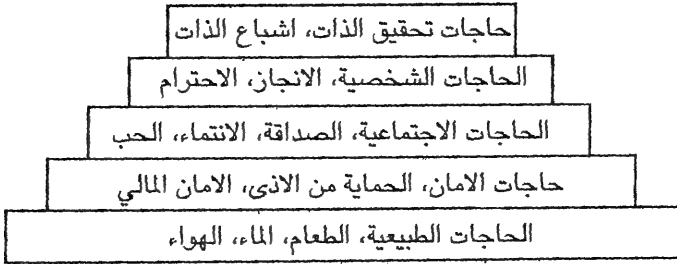 حاجات تحقيق الذات، اشباع الذات
الحاجات الشخصية، الانجاز، الاحترام
الحاجات الاجتماعية، الصداقة، الانتماء، الحب
حاجات الامان، الحماية من الاذى، الامان المالي
الحاجات الطبيعية، الطعام، الماء، الهواء